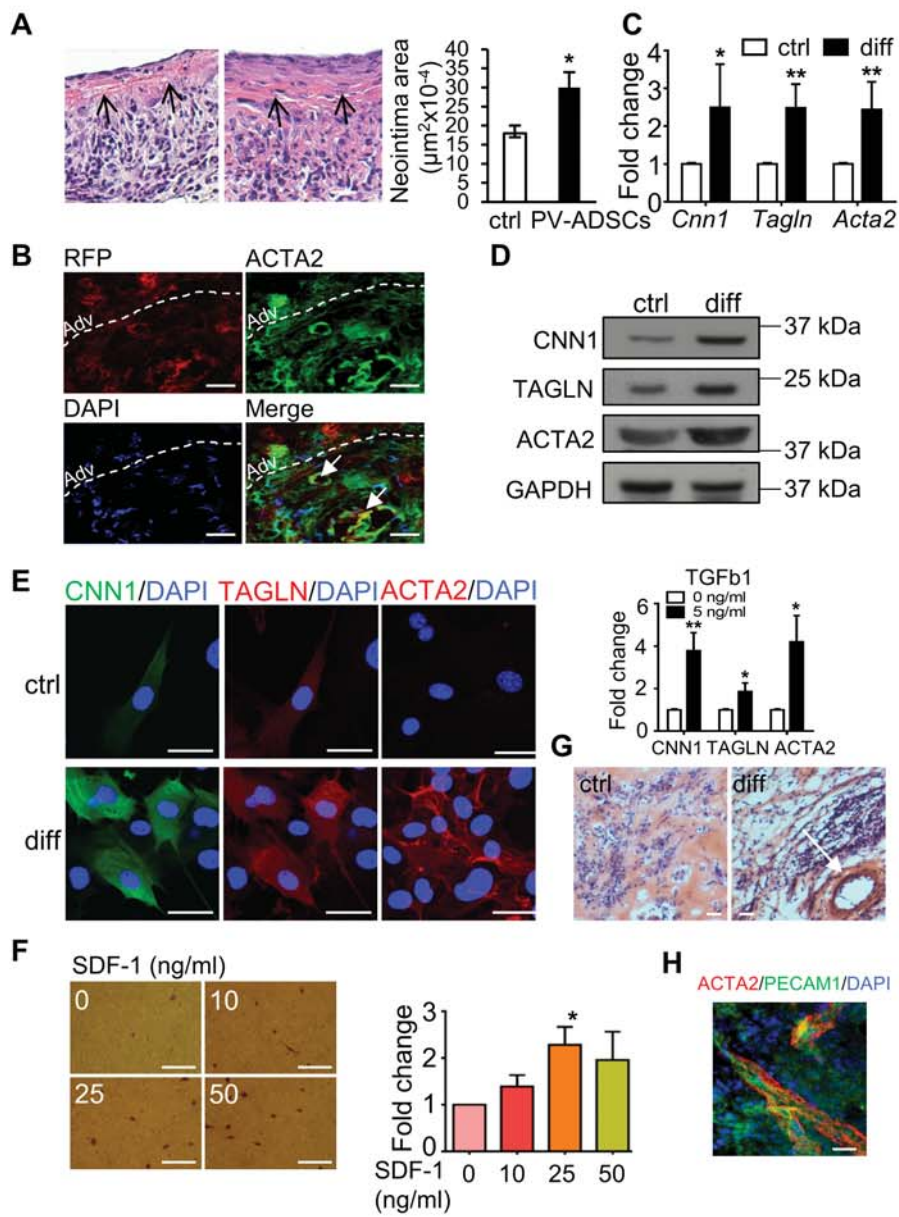 A
Neointima area
(µm²x10⁻⁴)
40
35
30
25
20
15
10
5
0
*
ctrl PV-ADSCs
C
ctrl diff
Fold change
4
3
2
1
0
* ** **
Cnn1 Tagln Acta2
B
RFP ACTA2
Adv Adv
DAPI Merge
Adv Adv
D
ctrl diff
CNN1 37 kDa
TAGLN 25 kDa
ACTA2 37 kDa
GAPDH 37 kDa
E
CNN1/DAPI TAGLN/DAPI ACTA2/DAPI
ctrl
diff
TGFb1
0 ng/ml
5 ng/ml
Fold change
6
4
2
0
** * *
CNN1 TAGLN ACTA2
G
ctrl diff
F
SDF-1 (ng/ml)
0 10
25 50
Fold change
3
2
1
0
*
SDF-1 0 10 25 50
(ng/ml)
H
ACTA2/PECAM1/DAPI